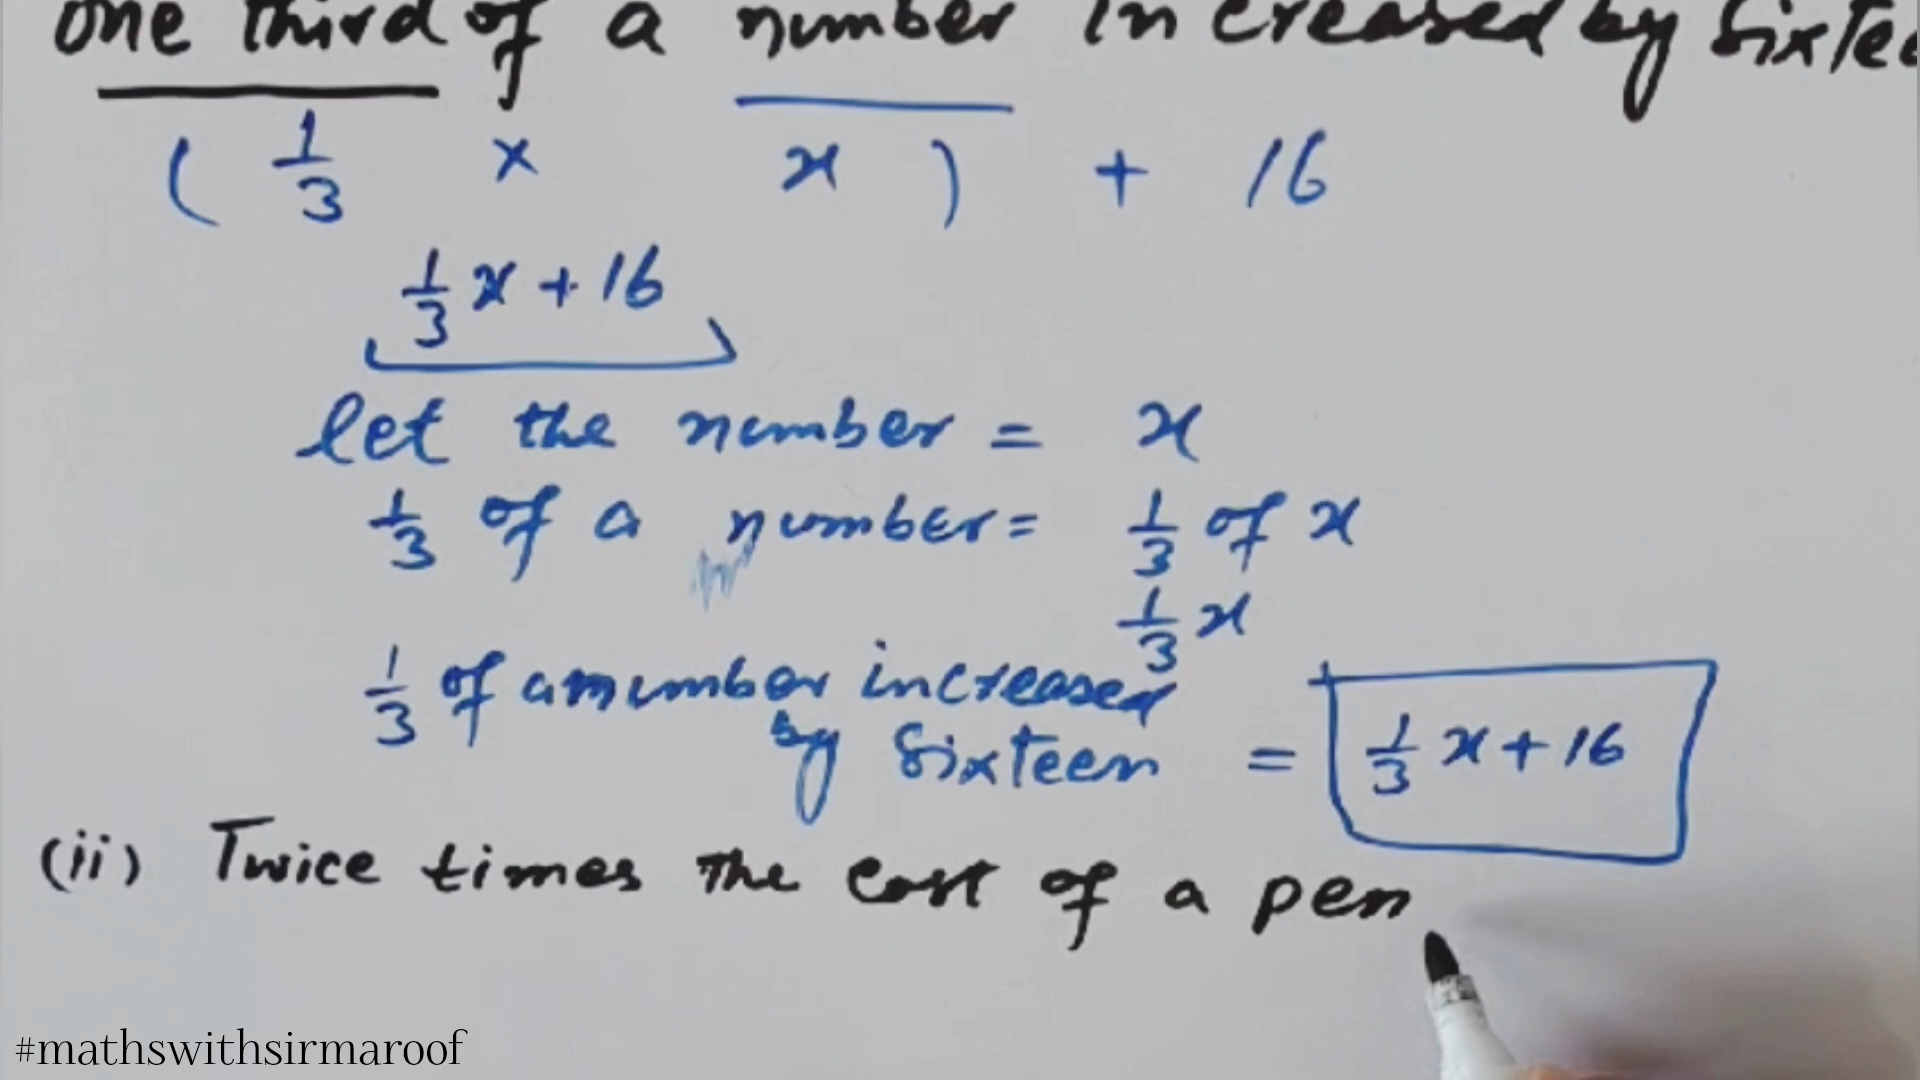 One third of a number increased by Sixtee
( 1/3 × x ) + 16
1/3 x + 16
let the number = x
1/3 of a number = 1/3 of x
1/3 x
1/3 of a number increased
by Sixteen = 1/3 x + 16
(ii) Twice times the cost of a pen
#mathswithsirmaroof